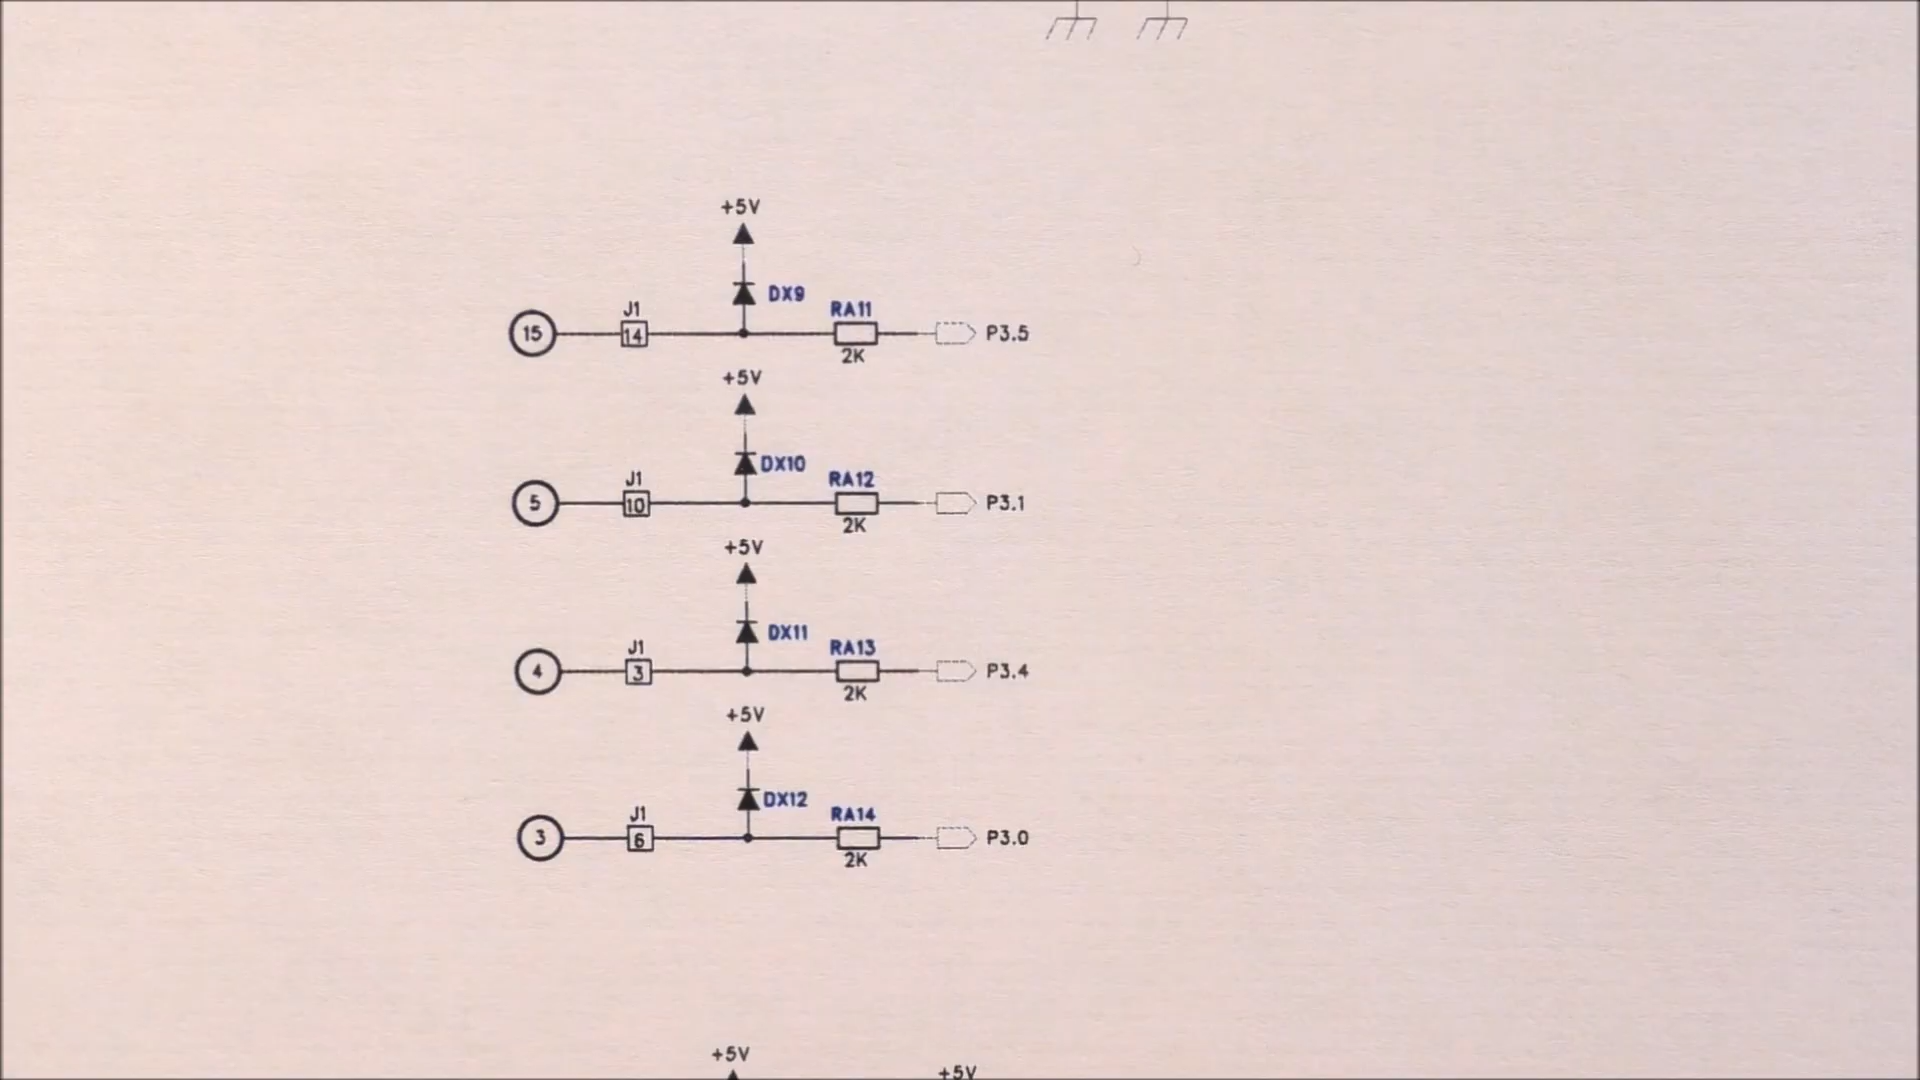 +5V
DX9
J1
RA11
15
14
P3.5
2K
+5V
DX10
J1
RA12
5
10
P3.1
2K
+5V
DX11
J1
RA13
4
3
P3.4
2K
+5V
DX12
J1
RA14
3
6
P3.0
2K
+5V
+5V